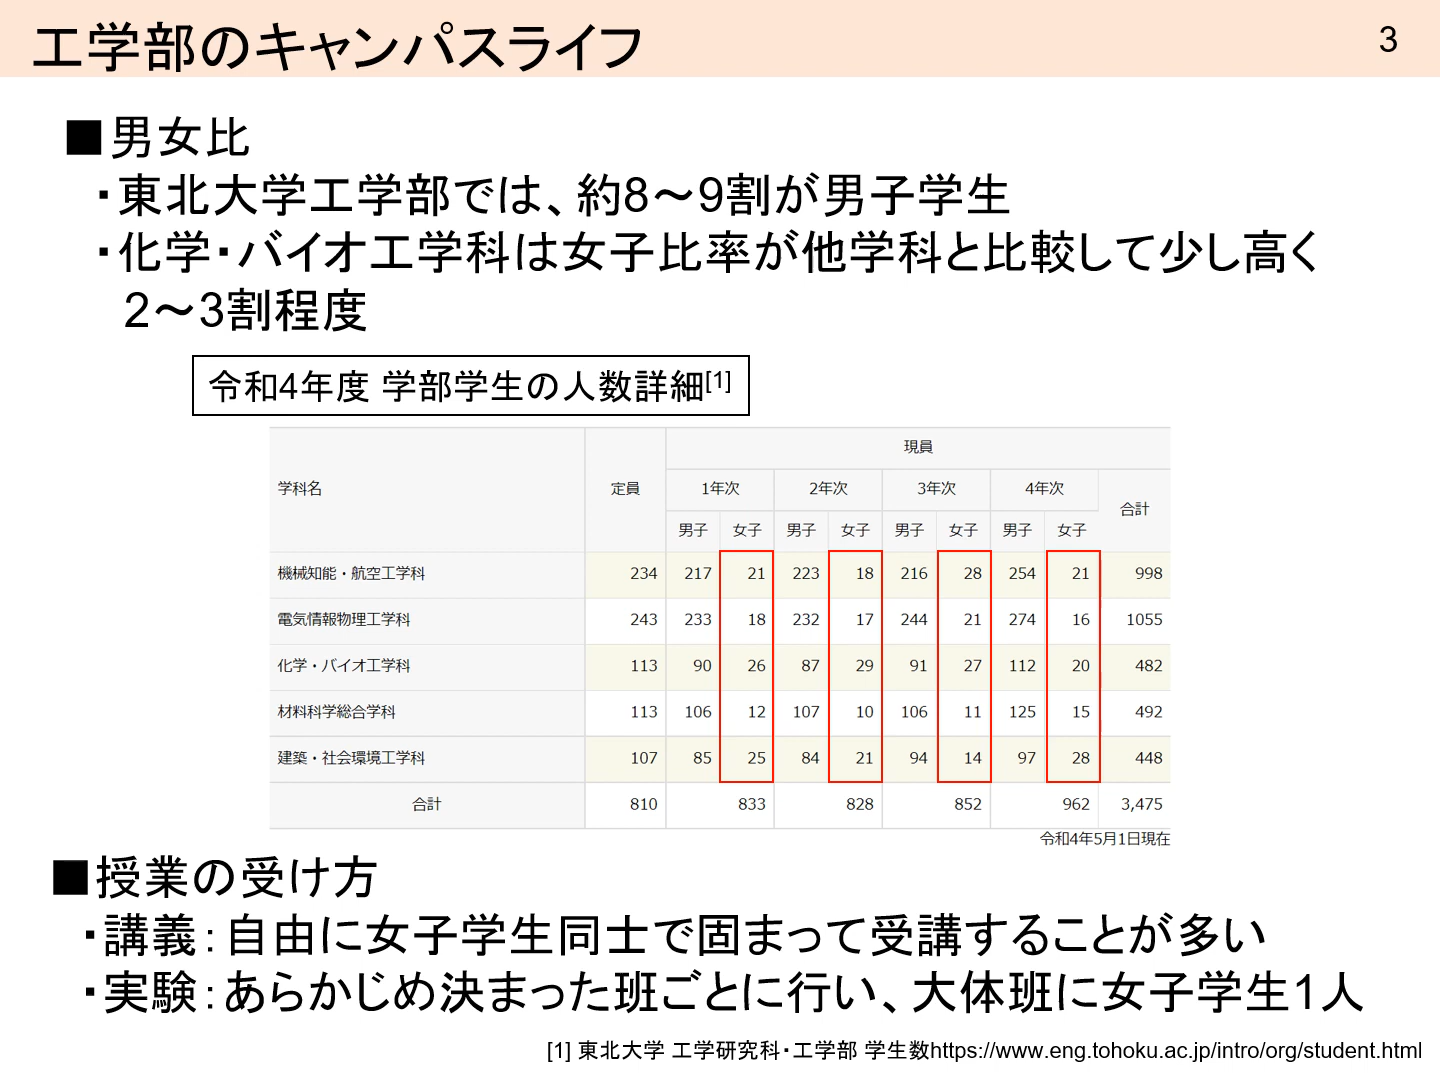 工学部のキャンパスライフ
3
■男女比
・東北大学工学部では、約8～9割が男子学生
・化学・バイオ工学科は女子比率が他学科と比較して少し高く
2～3割程度
令和4年度 学部学生の人数詳細[1]
学科名 定員 現員
1年次 2年次 3年次 4年次 合計
男子 女子 男子 女子 男子 女子 男子 女子
機械知能・航空工学科 234 217 21 223 18 216 28 254 21 998
電気情報物理工学科 243 233 18 232 17 244 21 274 16 1055
化学・バイオ工学科 113 90 26 87 29 91 27 112 20 482
材料科学総合学科 113 106 12 107 10 106 11 125 15 492
建築・社会環境工学科 107 85 25 84 21 94 14 97 28 448
合計 810 833 828 852 962 3,475
令和4年5月1日現在
■授業の受け方
・講義：自由に女子学生同士で固まって受講することが多い
・実験：あらかじめ決まった班ごとに行い、大体班に女子学生1人
[1] 東北大学 工学研究科・工学部 学生数https://www.eng.tohoku.ac.jp/intro/org/student.html